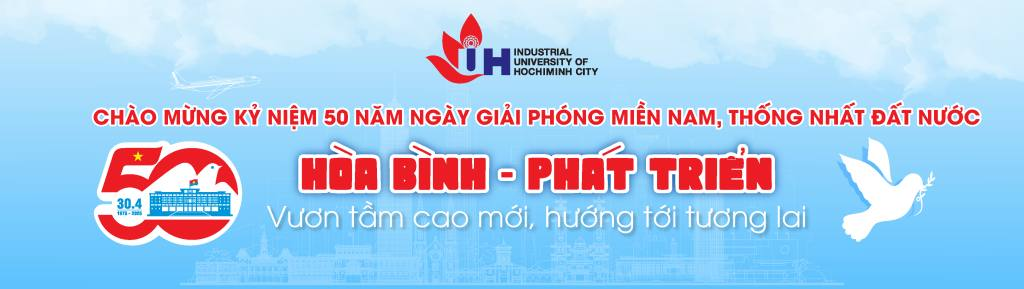 IUH INDUSTRIAL
UNIVERSITY OF
HOCHIMINH CITY
CHÀO MỪNG KỶ NIỆM 50 NĂM NGÀY GIẢI PHÓNG MIỀN NAM, THỐNG NHẤT ĐẤT NƯỚC
50
30.4
1975 - 2025
HÒA BÌNH - PHÁT TRIỂN
Vươn tầm cao mới, hướng tới tương lai